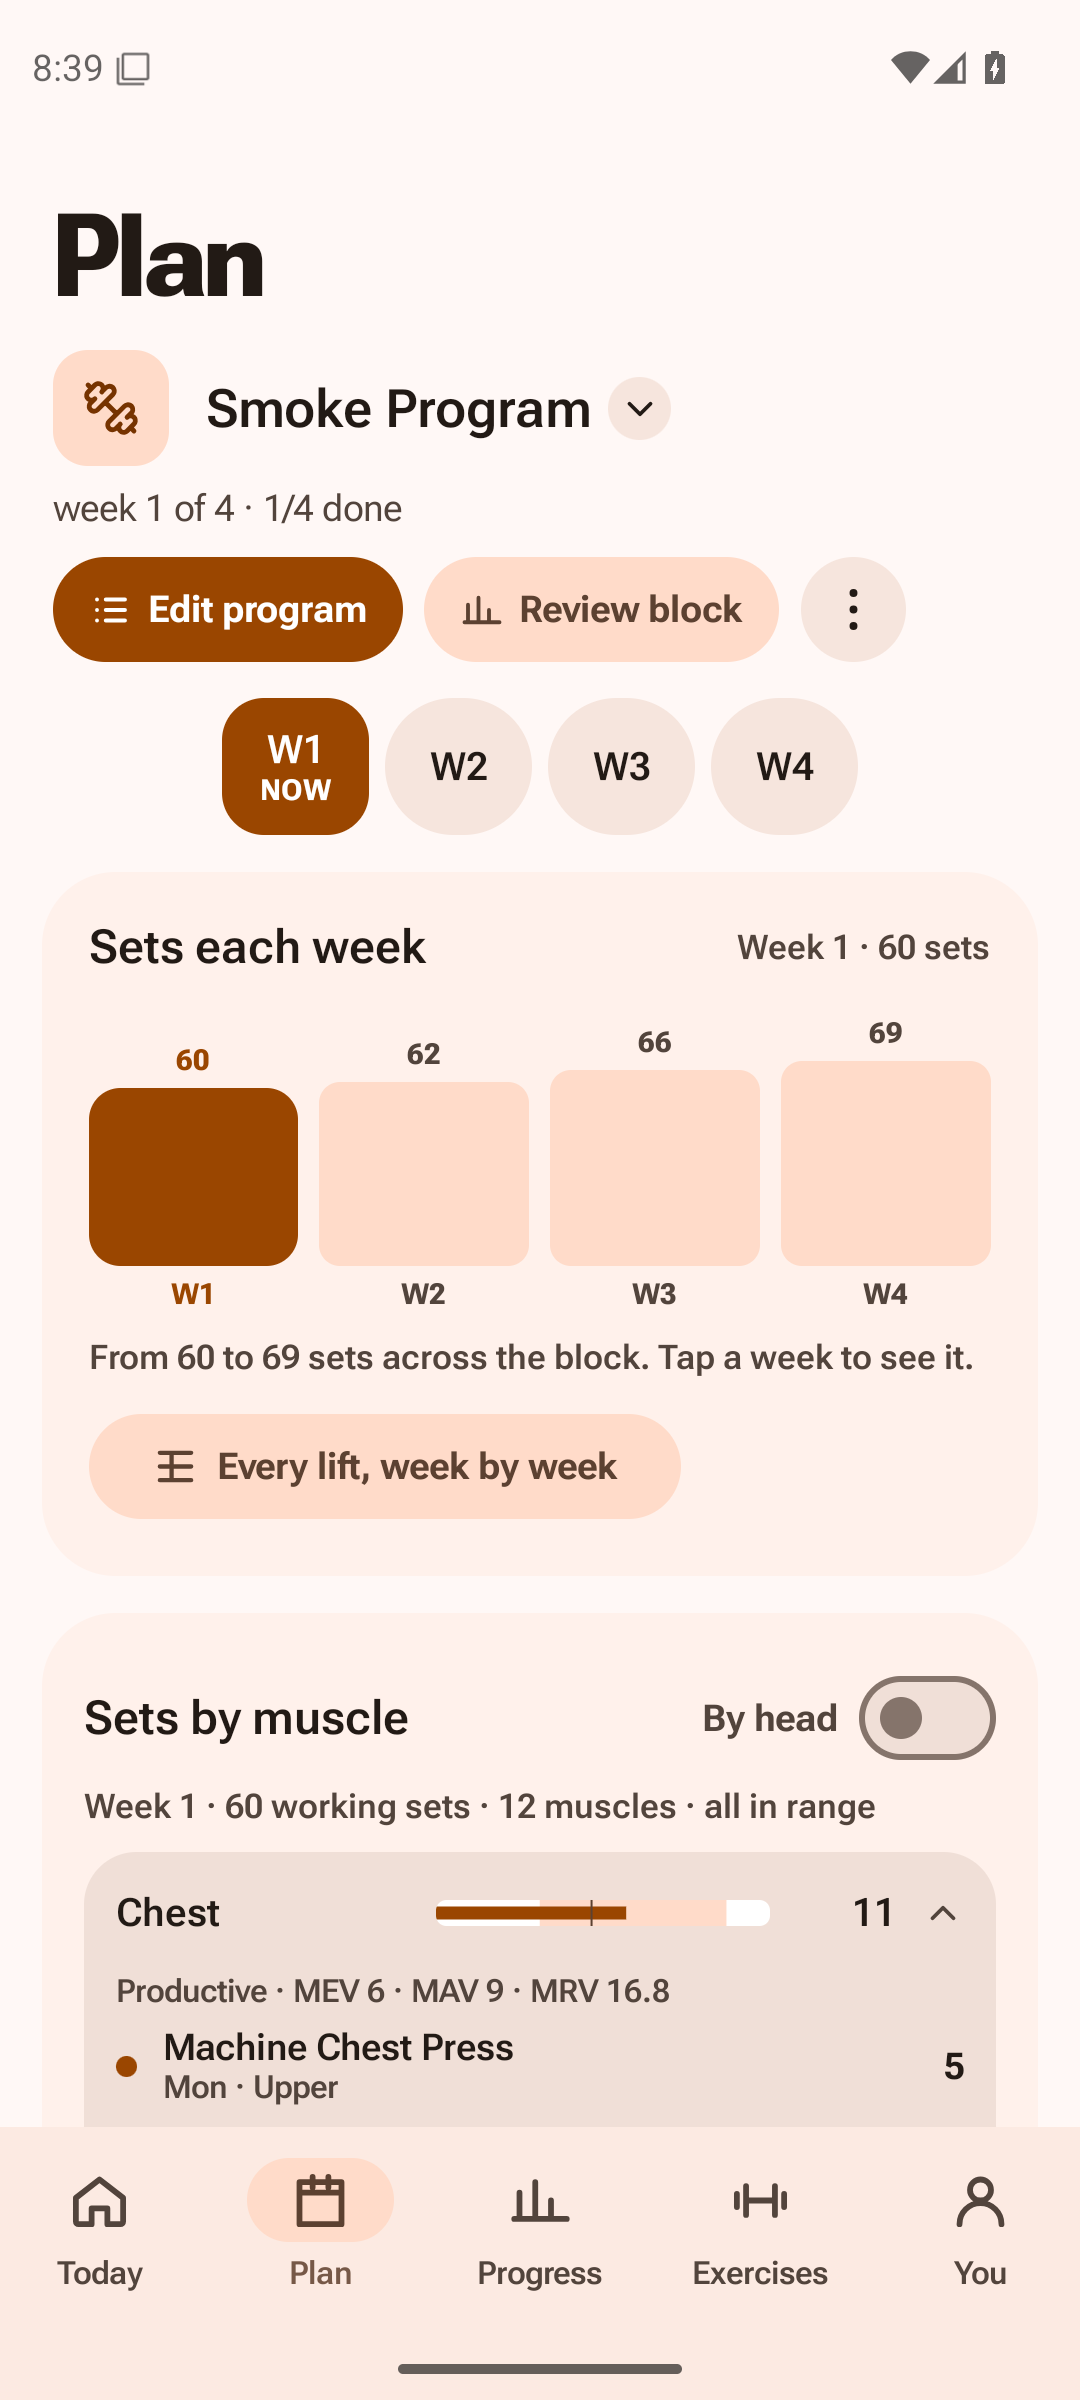 8:39
Plan
Smoke Program
week 1 of 4 · 1/4 done
Edit program
Review block
W1
NOW
W2
W3
W4
Sets each week
Week 1 · 60 sets
60
62
66
69
W1
W2
W3
W4
From 60 to 69 sets across the block. Tap a week to see it.
Every lift, week by week
Sets by muscle
By head
Week 1 · 60 working sets · 12 muscles · all in range
Chest
11
Productive · MEV 6 · MAV 9 · MRV 16.8
Machine Chest Press
Mon · Upper
5
Today
Plan
Progress
Exercises
You